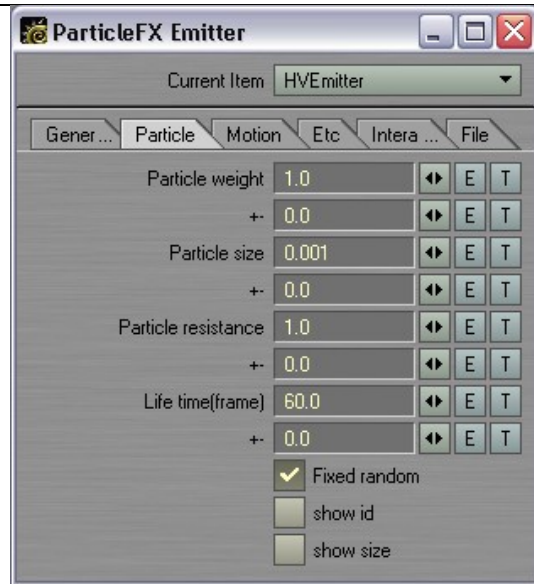 ParticleFX Emitter
Current Item HVEmitter
Gener... Particle Motion Etc Intera ... File
Particle weight 1.0 E T
+- 0.0 E T
Particle size 0.001 E T
+- 0.0 E T
Particle resistance 1.0 E T
+- 0.0 E T
Life time(frame) 60.0 E T
+- 0.0 E T
Fixed random
show id
show size